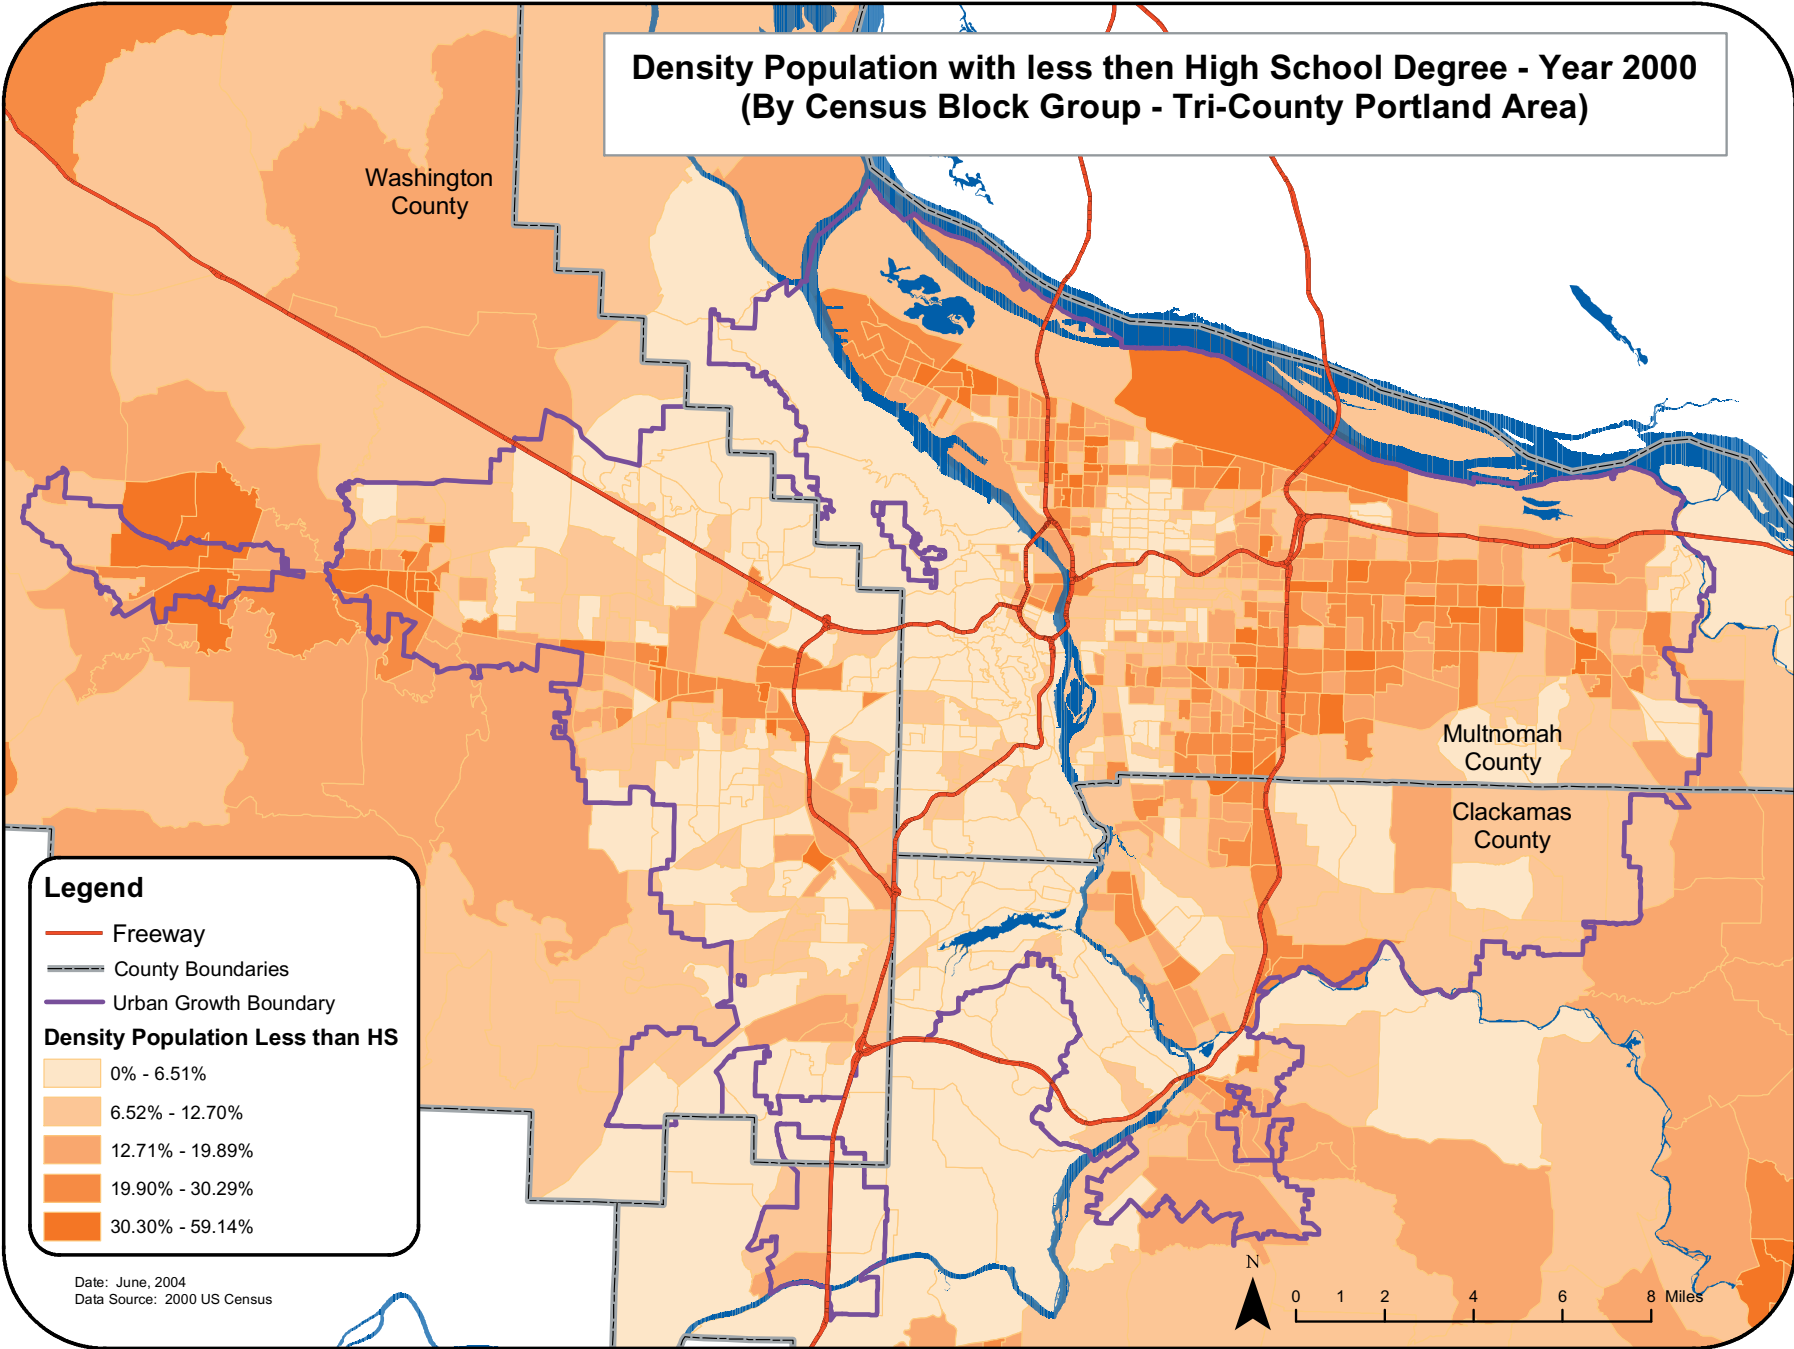 Density Population with less then High School Degree - Year 2000
(By Census Block Group - Tri-County Portland Area)
Washington
County
Multnomah
County
Clackamas
County
Legend
Freeway
County Boundaries
Urban Growth Boundary
Density Population Less than HS
0% - 6.51%
6.52% - 12.70%
12.71% - 19.89%
19.90% - 30.29%
30.30% - 59.14%
Date: June, 2004
Data Source: 2000 US Census
N
0 1 2 4 6 8 Miles